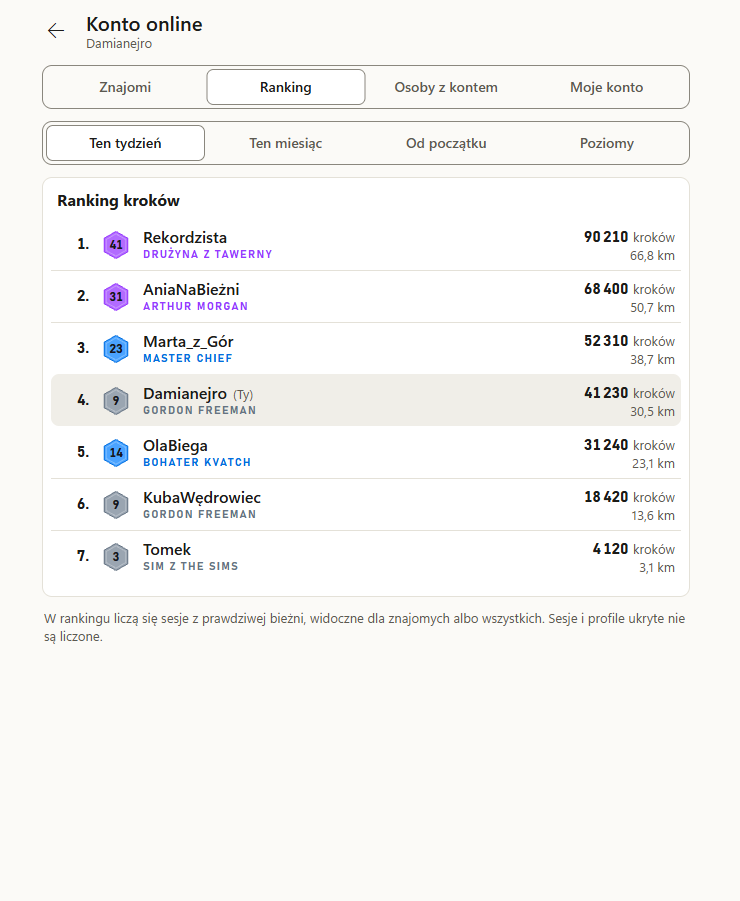 Konto online
Damianejro
Znajomi Ranking Osoby z kontem Moje konto
Ten tydzień Ten miesiąc Od początku Poziomy
Ranking kroków
1. 41 Rekordzista 90 210 kroków
DRUŻYNA Z TAWERNY 66,8 km
2. 31 AniaNaBieżni 68 400 kroków
ARTHUR MORGAN 50,7 km
3. 23 Marta_z_Gór 52 310 kroków
MASTER CHIEF 38,7 km
4. 9 Damianejro (Ty) 41 230 kroków
GORDON FREEMAN 30,5 km
5. 14 OlaBiega 31 240 kroków
BOHATER KVATCH 23,1 km
6. 9 KubaWędrowiec 18 420 kroków
GORDON FREEMAN 13,6 km
7. 3 Tomek 4 120 kroków
SIM Z THE SIMS 3,1 km
W rankingu liczą się sesje z prawdziwej bieżni, widoczne dla znajomych albo wszystkich. Sesje i profile ukryte nie
są liczone.